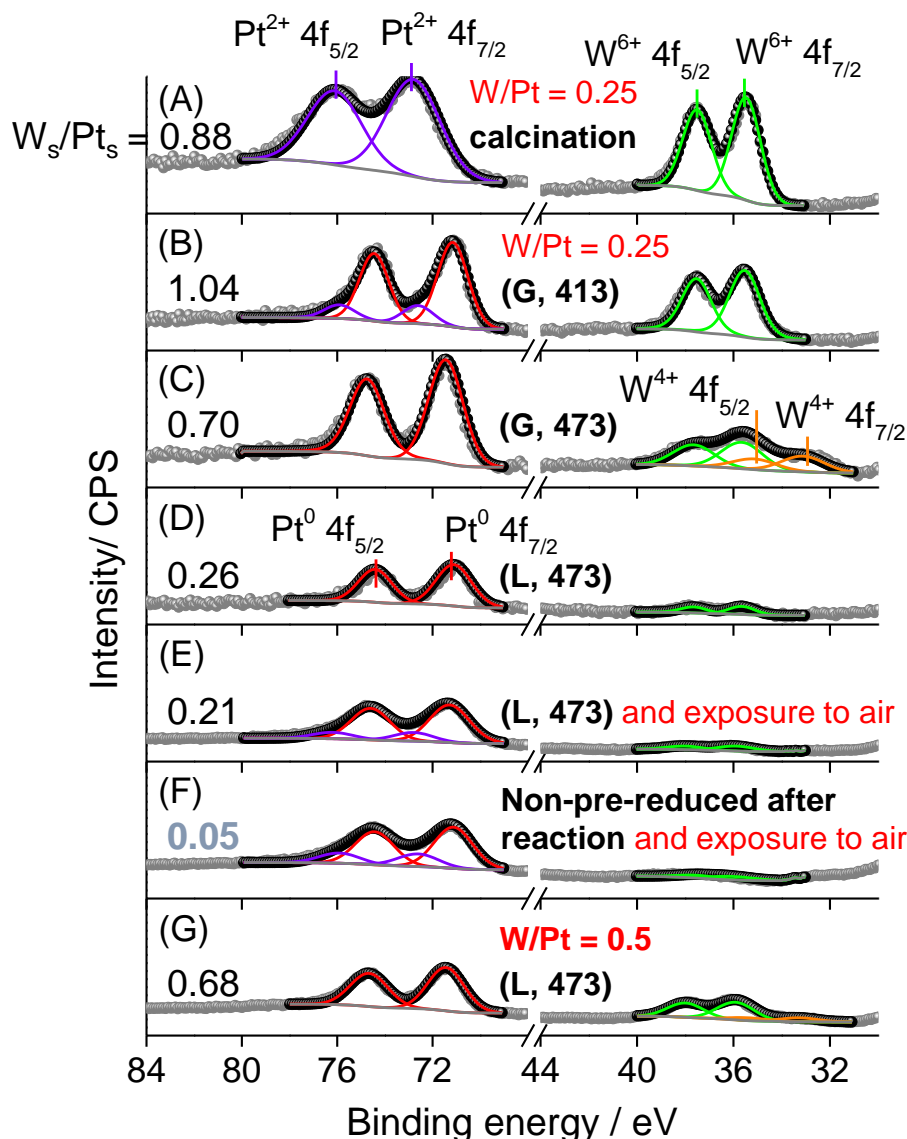 Pt²⁺ 4f₅/₂ Pt²⁺ 4f₇/₂ W⁶⁺ 4f₅/₂ W⁶⁺ 4f₇/₂
(A) W/Pt = 0.25
Wₛ/Ptₛ = 0.88 calcination
(B) W/Pt = 0.25
1.04 (G, 413)
(C) W⁴⁺ 4f₅/₂ W⁴⁺ 4f₇/₂
0.70 (G, 473)
(D) Pt⁰ 4f₅/₂ Pt⁰ 4f₇/₂
0.26 (L, 473)
(E)
0.21 (L, 473) and exposure to air
(F) Non-pre-reduced after
0.05 reaction and exposure to air
(G) W/Pt = 0.5
0.68 (L, 473)
84 80 76 72 44 40 36 32
Binding energy / eV
Intensity/ CPS